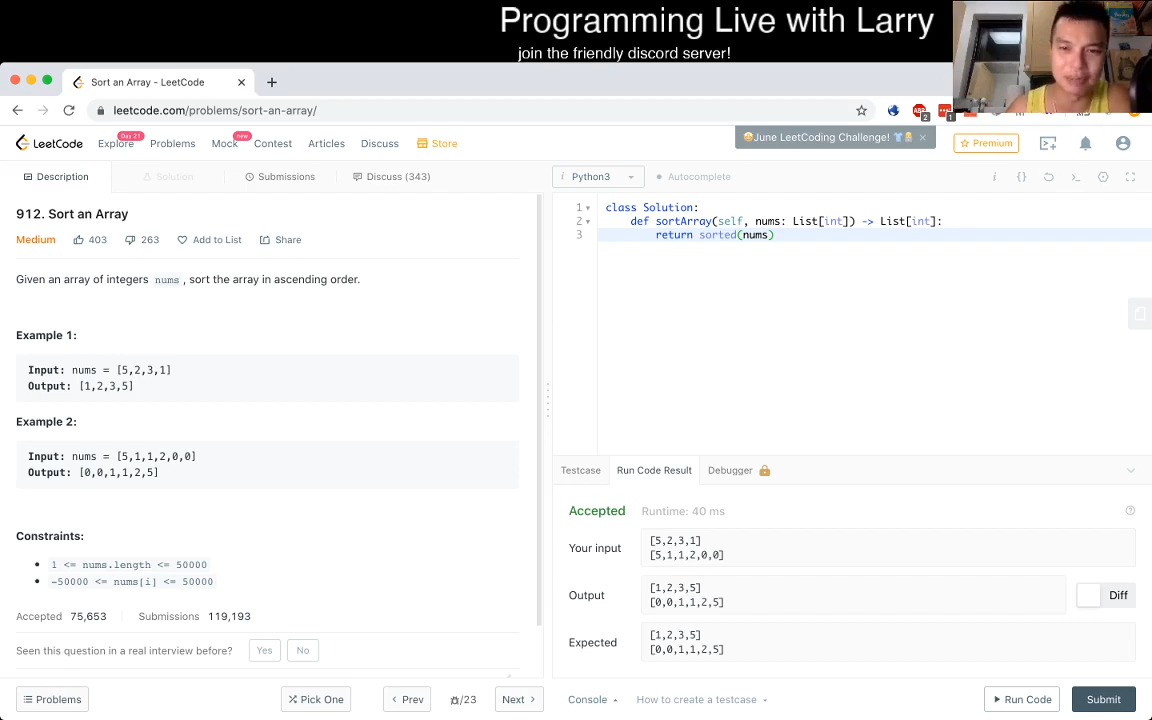 Programming Live with Larry
join the friendly discord server!
Sort an Array - LeetCode
leetcode.com/problems/sort-an-array/
LeetCode
Explore
Day 21
Problems
Mock
new
Contest
Articles
Discuss
Store
June LeetCoding Challenge!
Premium
Description
Solution
Submissions
Discuss (343)
Python3
Autocomplete
912. Sort an Array
Medium
403
263
Add to List
Share
Given an array of integers nums , sort the array in ascending order.
Example 1:
Input: nums = [5,2,3,1]
Output: [1,2,3,5]
Example 2:
Input: nums = [5,1,1,2,0,0]
Output: [0,0,1,1,2,5]
Constraints:
1 <= nums.length <= 50000
-50000 <= nums[i] <= 50000
Accepted 75,653
Submissions 119,193
Seen this question in a real interview before?
Yes
No
Problems
Pick One
Prev
/23
Next
1 class Solution:
2 def sortArray(self, nums: List[int]) -> List[int]:
3 return sorted(nums)
Testcase
Run Code Result
Debugger
Accepted
Runtime: 40 ms
Your input
[5,2,3,1]
[5,1,1,2,0,0]
Output
[1,2,3,5]
[0,0,1,1,2,5]
Diff
Expected
[1,2,3,5]
[0,0,1,1,2,5]
Console
How to create a testcase
Run Code
Submit